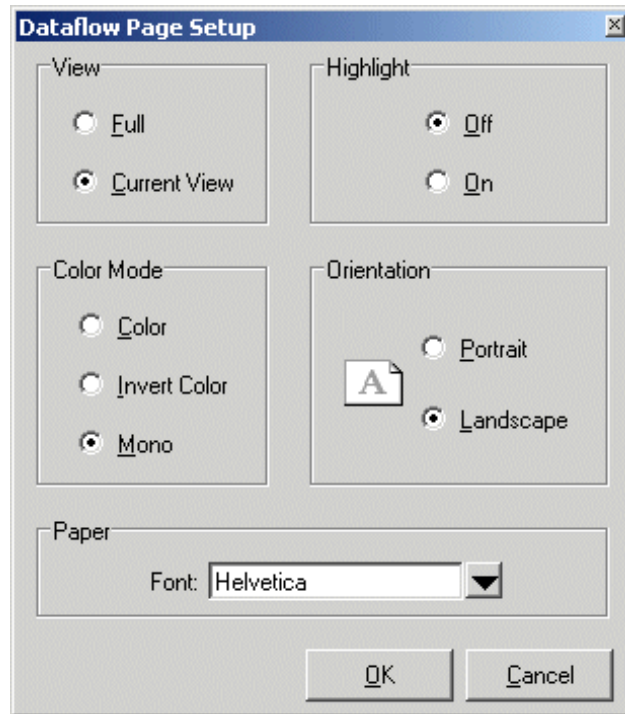 Dataflow Page Setup
View
Full
Current View
Highlight
Off
On
Color Mode
Color
Invert Color
Mono
Orientation
A
Portrait
Landscape
Paper
Font: Helvetica
OK Cancel